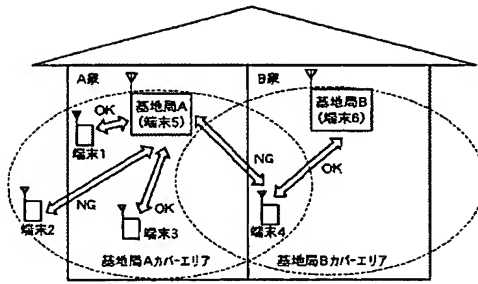 A泉
B泉
OK
基地局A
(端末5)
基地局B
(端末6)
端末1
NG
OK
NG
OK
端末2
端末3
端末4
基地局Aカバーエリア
基地局Bカバーエリア